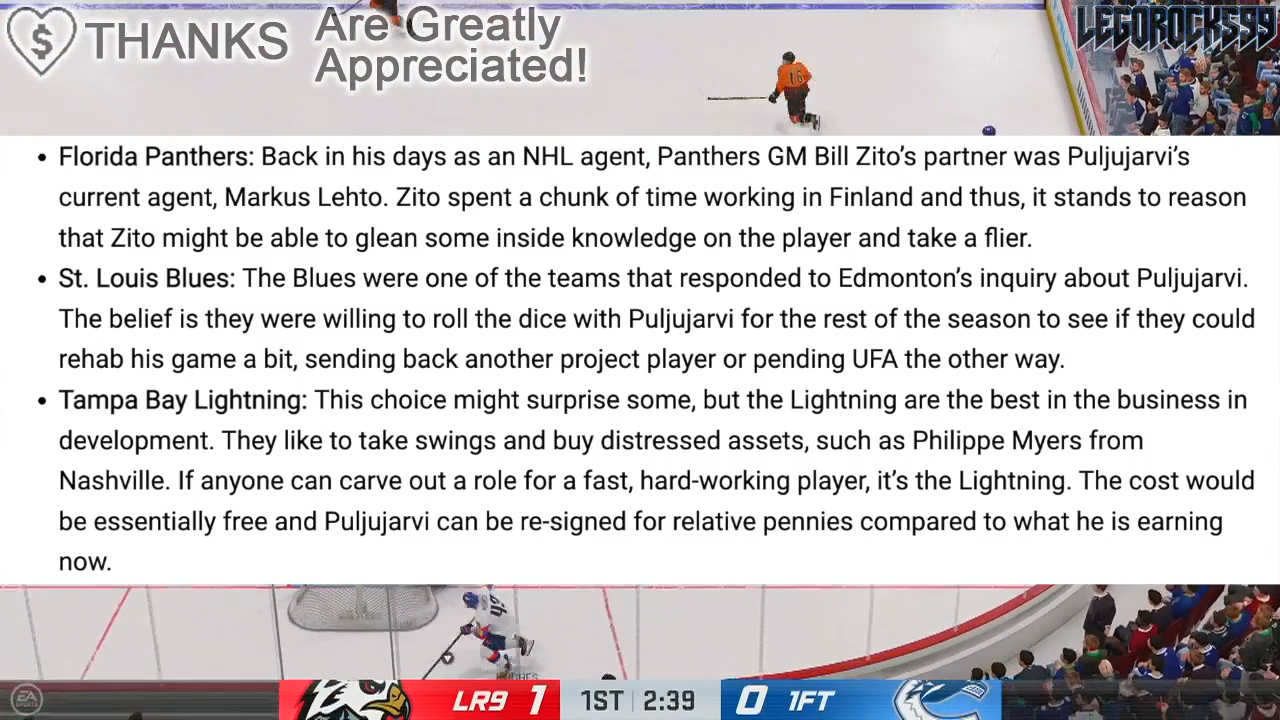 THANKS
Are Greatly
Appreciated!
LEGOROCKS99
16
• Florida Panthers: Back in his days as an NHL agent, Panthers GM Bill Zito’s partner was Puljujarvi’s
current agent, Markus Lehto. Zito spent a chunk of time working in Finland and thus, it stands to reason
that Zito might be able to glean some inside knowledge on the player and take a flier.
• St. Louis Blues: The Blues were one of the teams that responded to Edmonton’s inquiry about Puljujarvi.
The belief is they were willing to roll the dice with Puljujarvi for the rest of the season to see if they could
rehab his game a bit, sending back another project player or pending UFA the other way.
• Tampa Bay Lightning: This choice might surprise some, but the Lightning are the best in the business in
development. They like to take swings and buy distressed assets, such as Philippe Myers from
Nashville. If anyone can carve out a role for a fast, hard-working player, it’s the Lightning. The cost would
be essentially free and Puljujarvi can be re-signed for relative pennies compared to what he is earning
now.
EA SPORTS
LR9 1 1ST 2:39 0 1FT